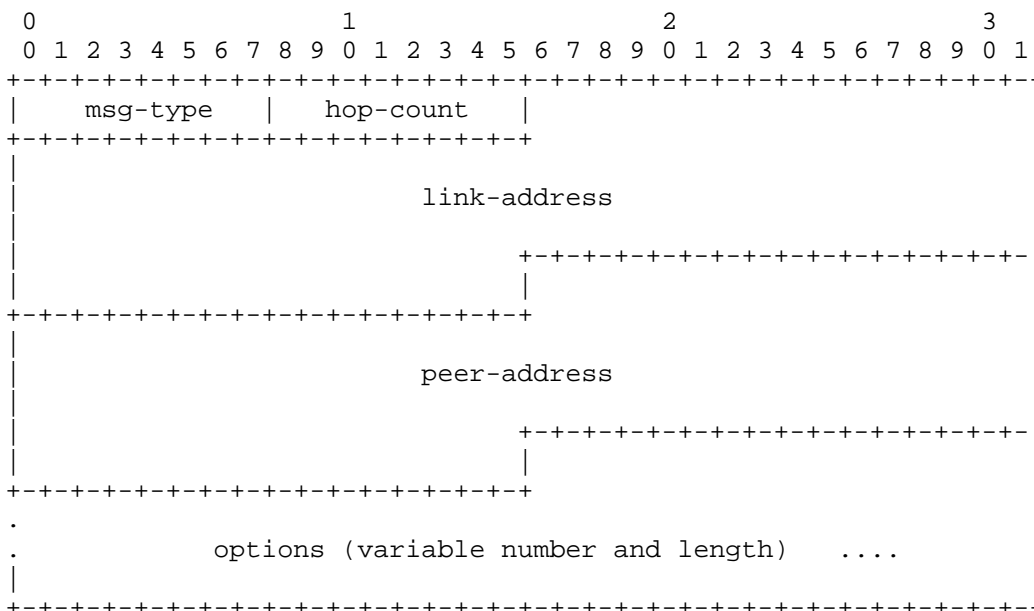 0                   1                   2                   3
0 1 2 3 4 5 6 7 8 9 0 1 2 3 4 5 6 7 8 9 0 1 2 3 4 5 6 7 8 9 0 1
+-+-+-+-+-+-+-+-+-+-+-+-+-+-+-+-+-+-+-+-+-+-+-+-+-+-+-+-+-+-+-+-
|    msg-type   |   hop-count   |
+-+-+-+-+-+-+-+-+-+-+-+-+-+-+-+-+
|
|                         link-address
|
|                               +-+-+-+-+-+-+-+-+-+-+-+-+-+-+-+-
|                               |
+-+-+-+-+-+-+-+-+-+-+-+-+-+-+-+-+
|
|                         peer-address
|
|                               +-+-+-+-+-+-+-+-+-+-+-+-+-+-+-+-
|                               |
+-+-+-+-+-+-+-+-+-+-+-+-+-+-+-+-+
.
.            options (variable number and length)   ....
|
+-+-+-+-+-+-+-+-+-+-+-+-+-+-+-+-+-+-+-+-+-+-+-+-+-+-+-+-+-+-+-+-